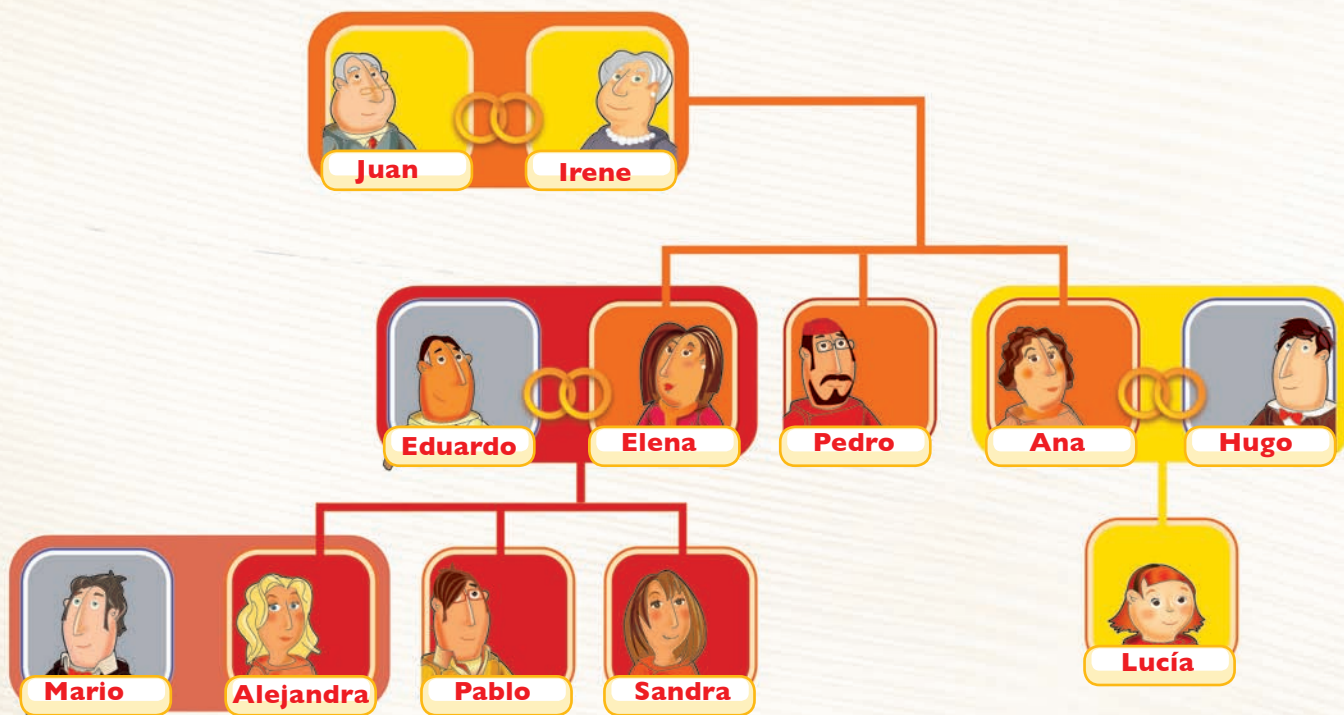 Juan
Irene
Eduardo
Elena
Pedro
Ana
Hugo
Mario
Alejandra
Pablo
Sandra
Lucía